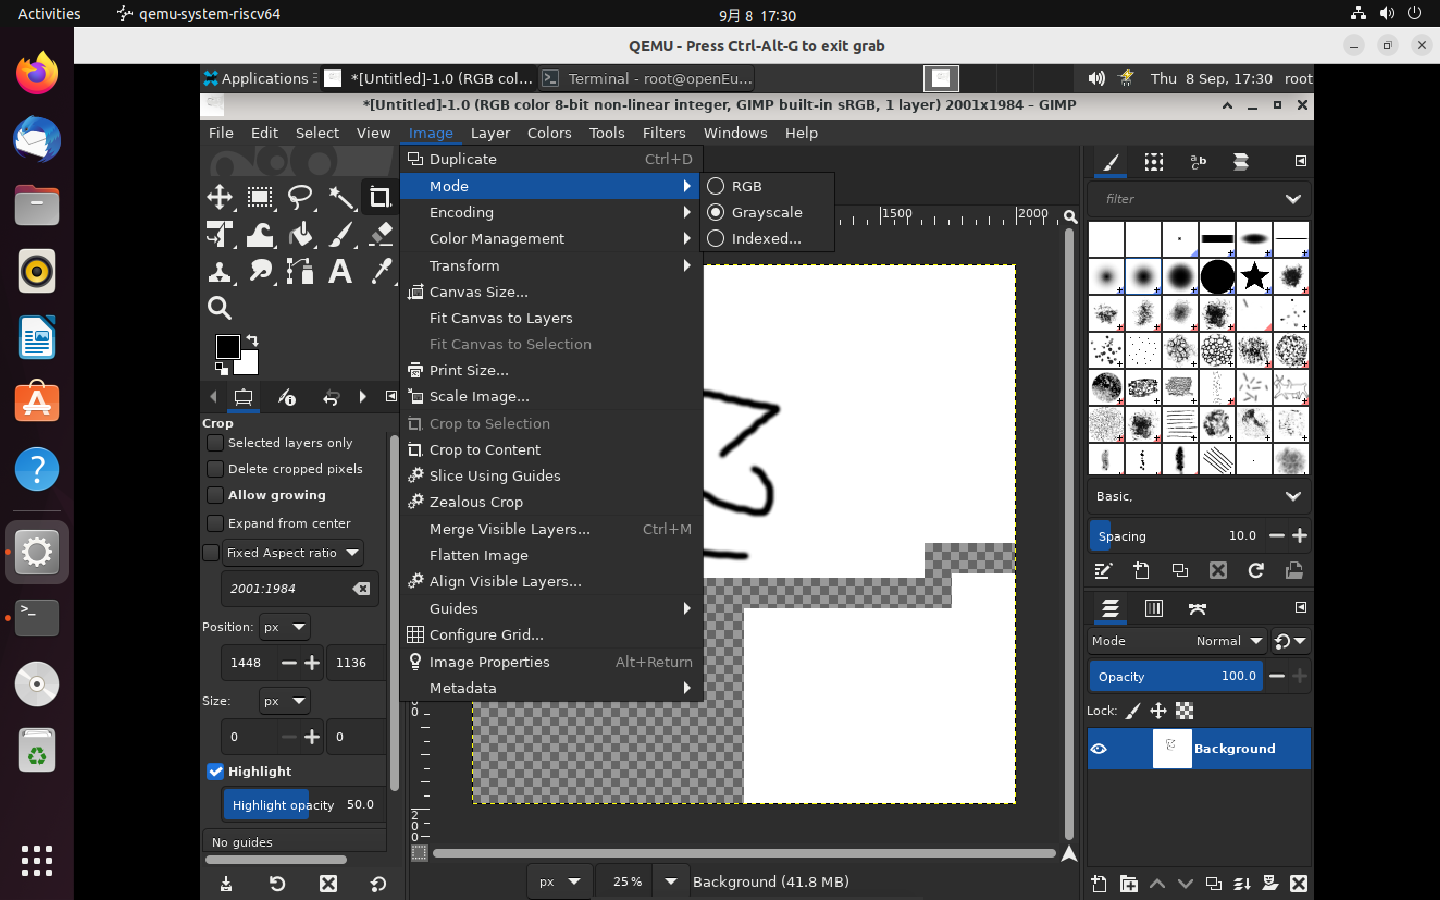 Activities
qemu-system-riscv64
9月 8 17:30
QEMU - Press Ctrl-Alt-G to exit grab
Applications
*[Untitled]-1.0 (RGB col...
Terminal - root@openEu...
Thu 8 Sep, 17:30 root
*[Untitled]-1.0 (RGB color 8-bit non-linear integer, GIMP built-in sRGB, 1 layer) 2001x1984 – GIMP
File Edit Select View Image Layer Colors Tools Filters Windows Help
Duplicate Ctrl+D
Mode
Encoding
Color Management
Transform
Canvas Size...
Fit Canvas to Layers
Fit Canvas to Selection
Print Size...
Scale Image...
Crop to Selection
Crop to Content
Slice Using Guides
Zealous Crop
Merge Visible Layers... Ctrl+M
Flatten Image
Align Visible Layers...
Guides
Configure Grid...
Image Properties Alt+Return
Metadata
RGB
Grayscale
Indexed...
1500 2000
Crop
Selected layers only
Delete cropped pixels
Allow growing
Expand from center
Fixed Aspect ratio
2001:1984
Position: px
1448 1136
Size: px
0 0
Highlight
Highlight opacity 50.0
No guides
px 25% Background (41.8 MB)
filter
Basic,
Spacing 10.0
Mode Normal
Opacity 100.0
Lock:
Background